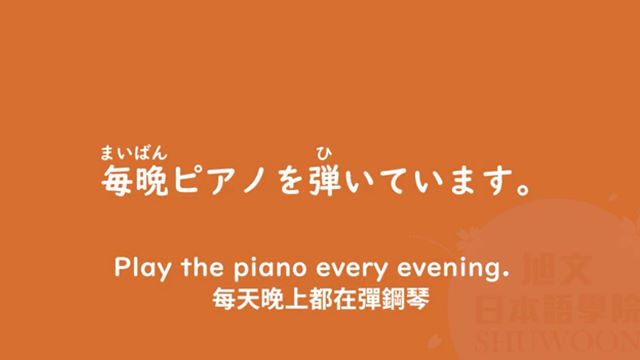 まいばん ひ
毎晩ピアノを弾いています。
Play the piano every evening.
每天晚上都在彈鋼琴
旭文
日本語學院
SHUWOON